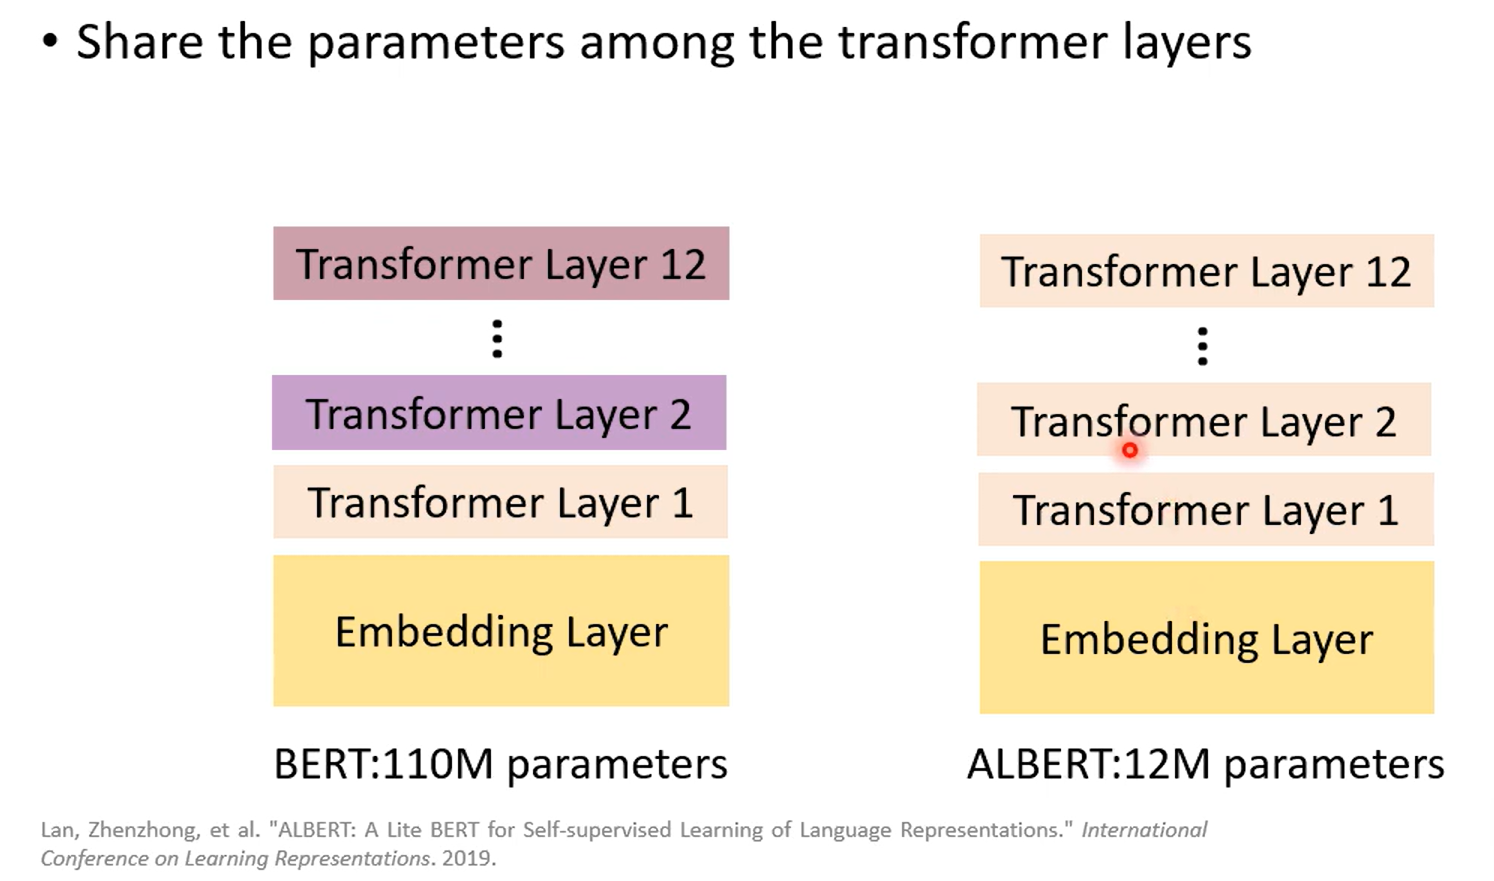 • Share the parameters among the transformer layers
Transformer Layer 12
Transformer Layer 2
Transformer Layer 1
Embedding Layer
BERT:110M parameters
Transformer Layer 12
Transformer Layer 2
Transformer Layer 1
Embedding Layer
ALBERT:12M parameters
Lan, Zhenzhong, et al. "ALBERT: A Lite BERT for Self-supervised Learning of Language Representations." International
Conference on Learning Representations. 2019.